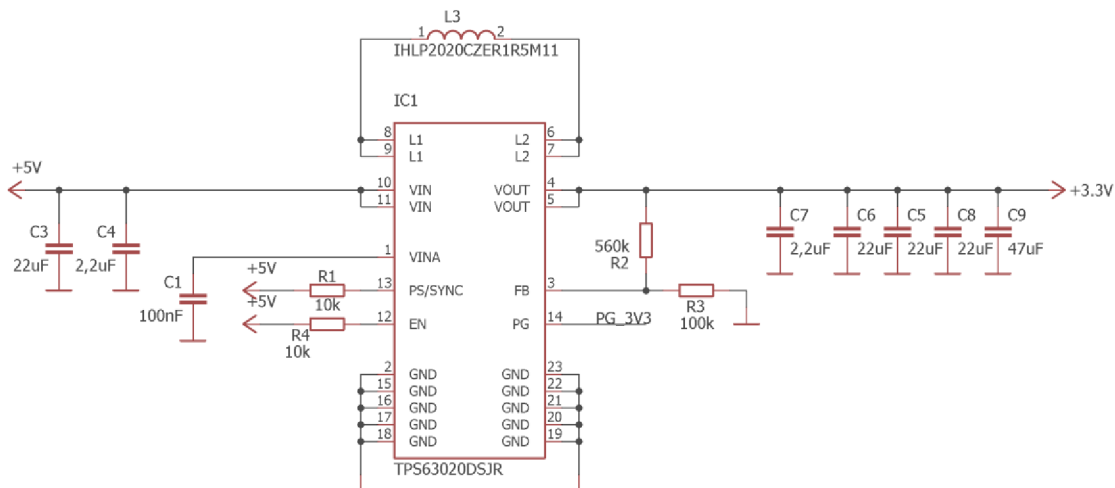 L3
1 2
IHLP2020CZER1R5M11
IC1
8 L1 L2 6
9 L1 L2 7
+5V
10 VIN VOUT 4
+3.3V
11 VIN VOUT 5
C3 C4
22uF 2,2uF
C7 C6 C5 C8 C9
2,2uF 22uF 22uF 22uF 47uF
560k
R2
1 VINA
C1
100nF
+5V R1
10k
13 PS/SYNC FB 3
R3
100k
+5V
R4
10k
12 EN PG 14 PG_3V3
2 GND GND 23
15 GND GND 22
16 GND GND 21
17 GND GND 20
18 GND GND 19
TPS63020DSJR